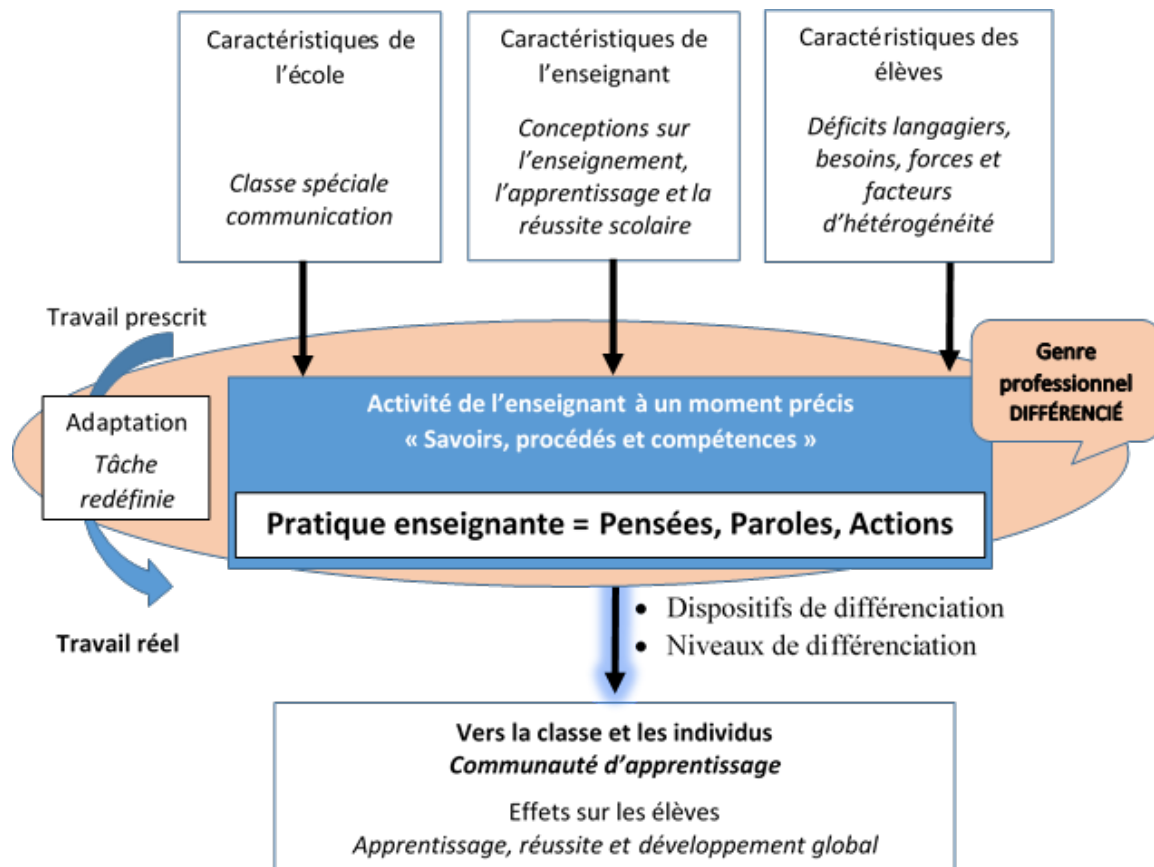 Caractéristiques de
l'école
Classe spéciale
communication
Caractéristiques de
l'enseignant
Conceptions sur
l'enseignement,
l'apprentissage et la
réussite scolaire
Caractéristiques des
élèves
Déficits langagiers,
besoins, forces et
facteurs
d'hétérogénéité
Travail prescrit
Adaptation
Tâche
redéfinie
Travail réel
Activité de l'enseignant à un moment précis
« Savoirs, procédés et compétences »
Pratique enseignante = Pensées, Paroles, Actions
Genre
professionnel
DIFFÉRENCIÉ
• Dispositifs de différenciation
• Niveaux de différenciation
Vers la classe et les individus
Communauté d'apprentissage
Effets sur les élèves
Apprentissage, réussite et développement global